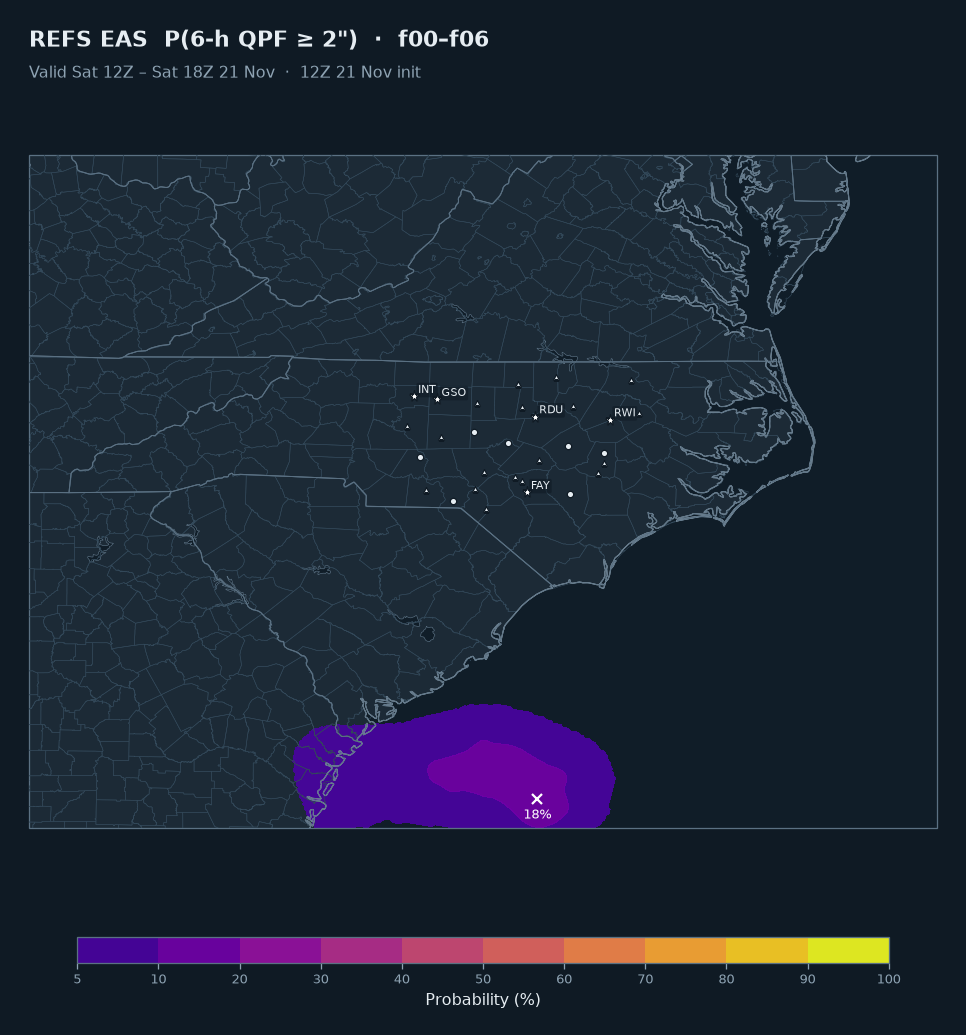 REFS EAS  P(6-h QPF ≥ 2")  ·  f00–f06
Valid Sat 12Z – Sat 18Z 21 Nov  ·  12Z 21 Nov init
INT
GSO
RDU
RWI
FAY
18%
5 10 20 30 40 50 60 70 80 90 100
Probability (%)